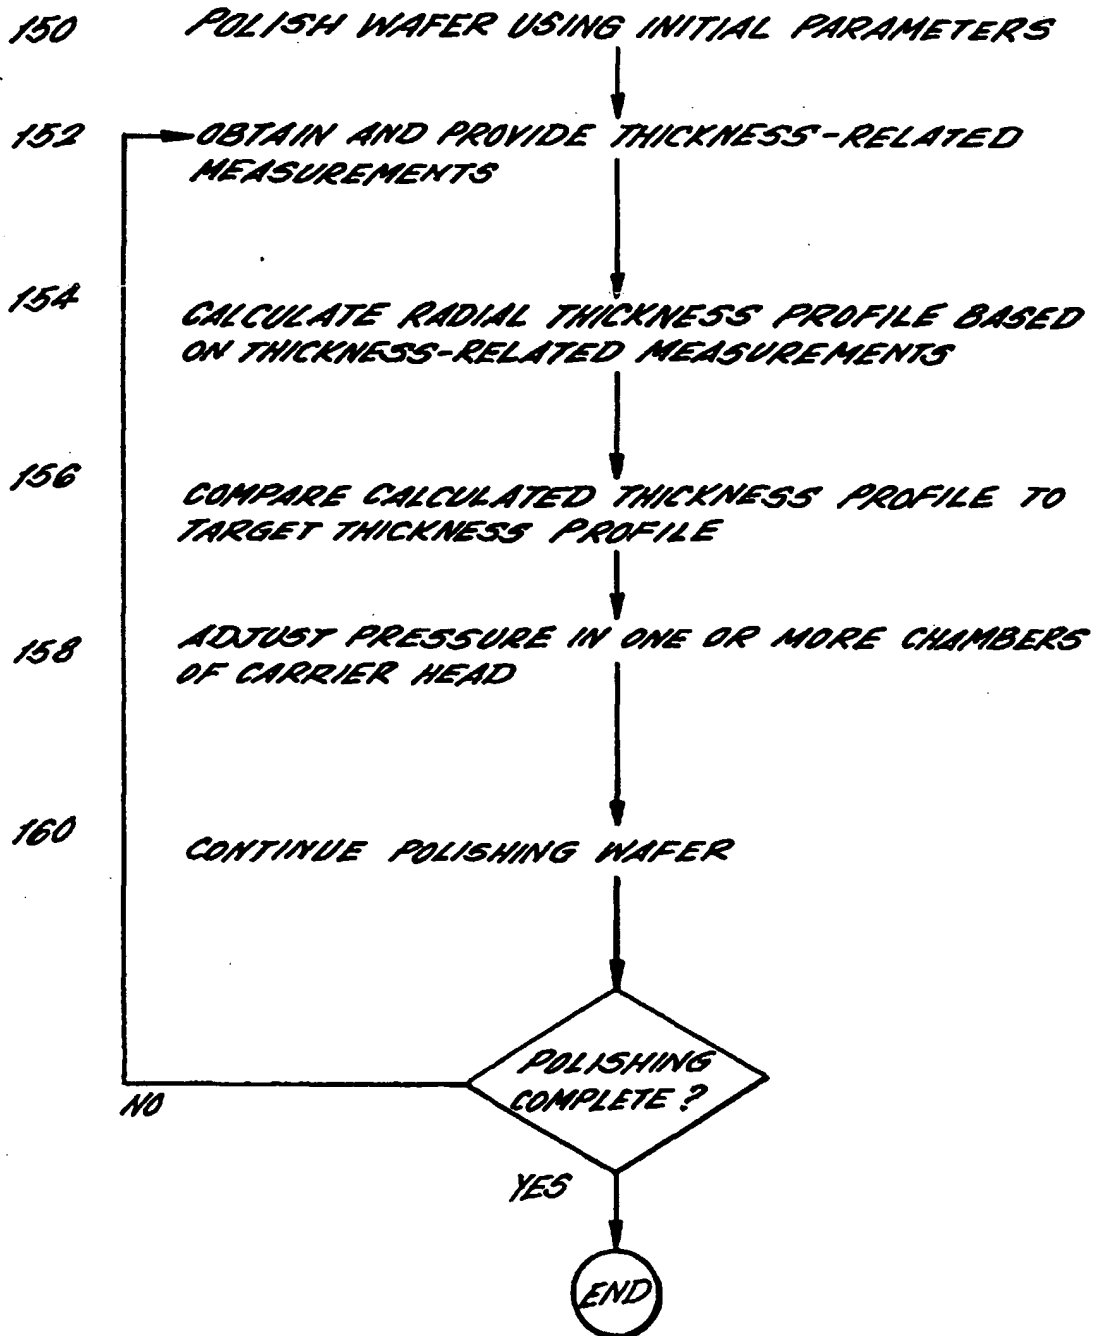 150 POLISH WAFER USING INITIAL PARAMETERS
152 OBTAIN AND PROVIDE THICKNESS-RELATED
MEASUREMENTS
154 CALCULATE RADIAL THICKNESS PROFILE BASED
ON THICKNESS-RELATED MEASUREMENTS
156 COMPARE CALCULATED THICKNESS PROFILE TO
TARGET THICKNESS PROFILE
158 ADJUST PRESSURE IN ONE OR MORE CHAMBERS
OF CARRIER HEAD
160 CONTINUE POLISHING WAFER
POLISHING
COMPLETE?
NO
YES
END